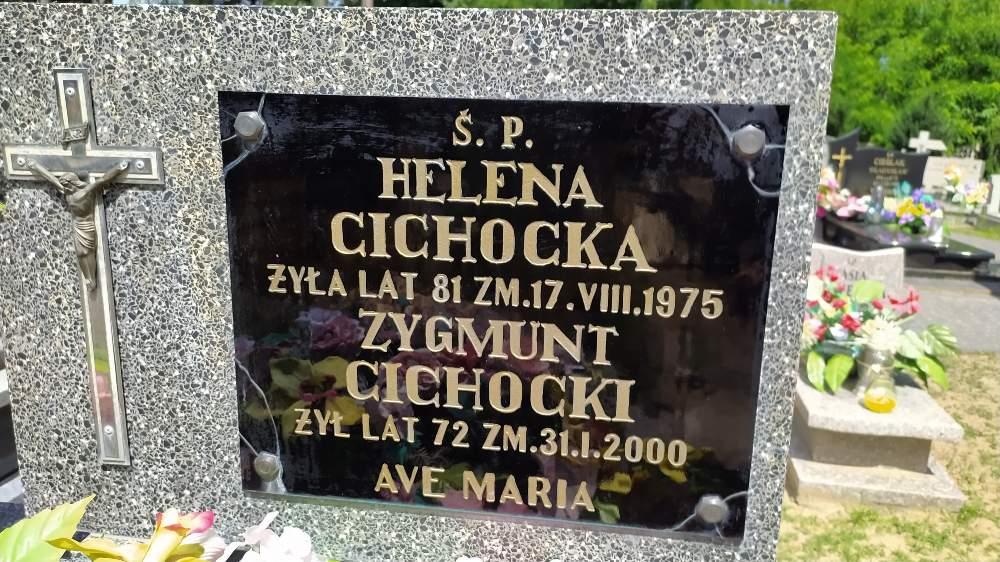 Ś. P.
HELENA
CICHOCKA
ŻYŁA LAT 81 ZM.17.VIII.1975
ZYGMUNT
CICHOCKI
ŻYŁ LAT 72 ZM.31.I.2000
AVE MARIA
CIEŚLAK